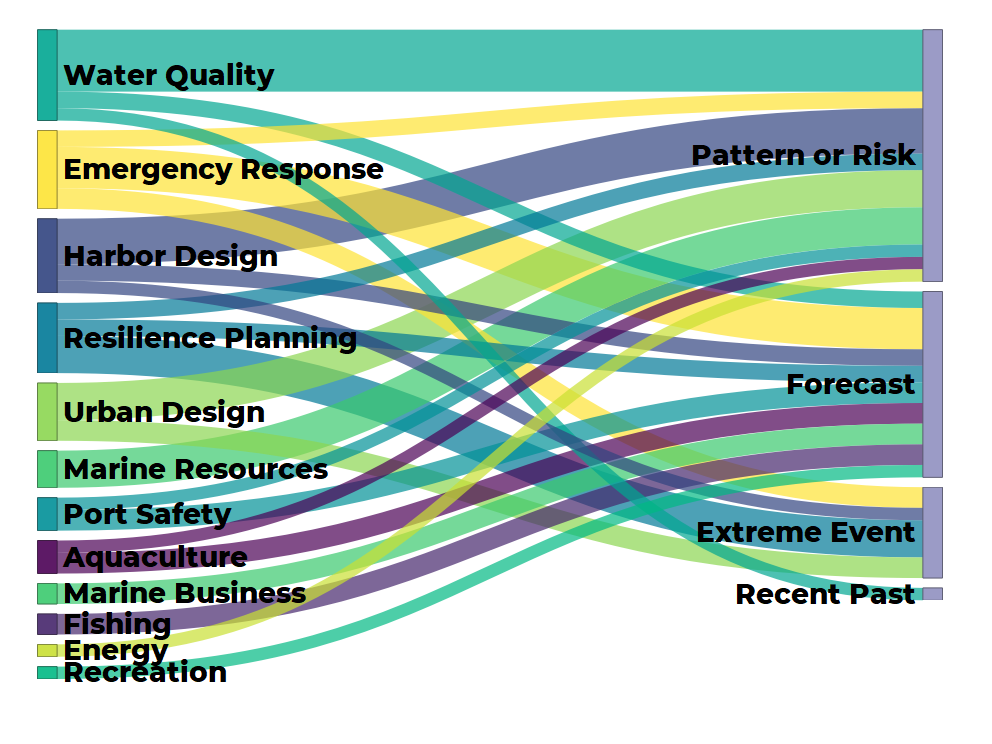 Water Quality
Emergency Response
Harbor Design
Resilience Planning
Urban Design
Marine Resources
Port Safety
Aquaculture
Marine Business
Fishing
Energy
Recreation
Pattern or Risk
Forecast
Extreme Event
Recent Past